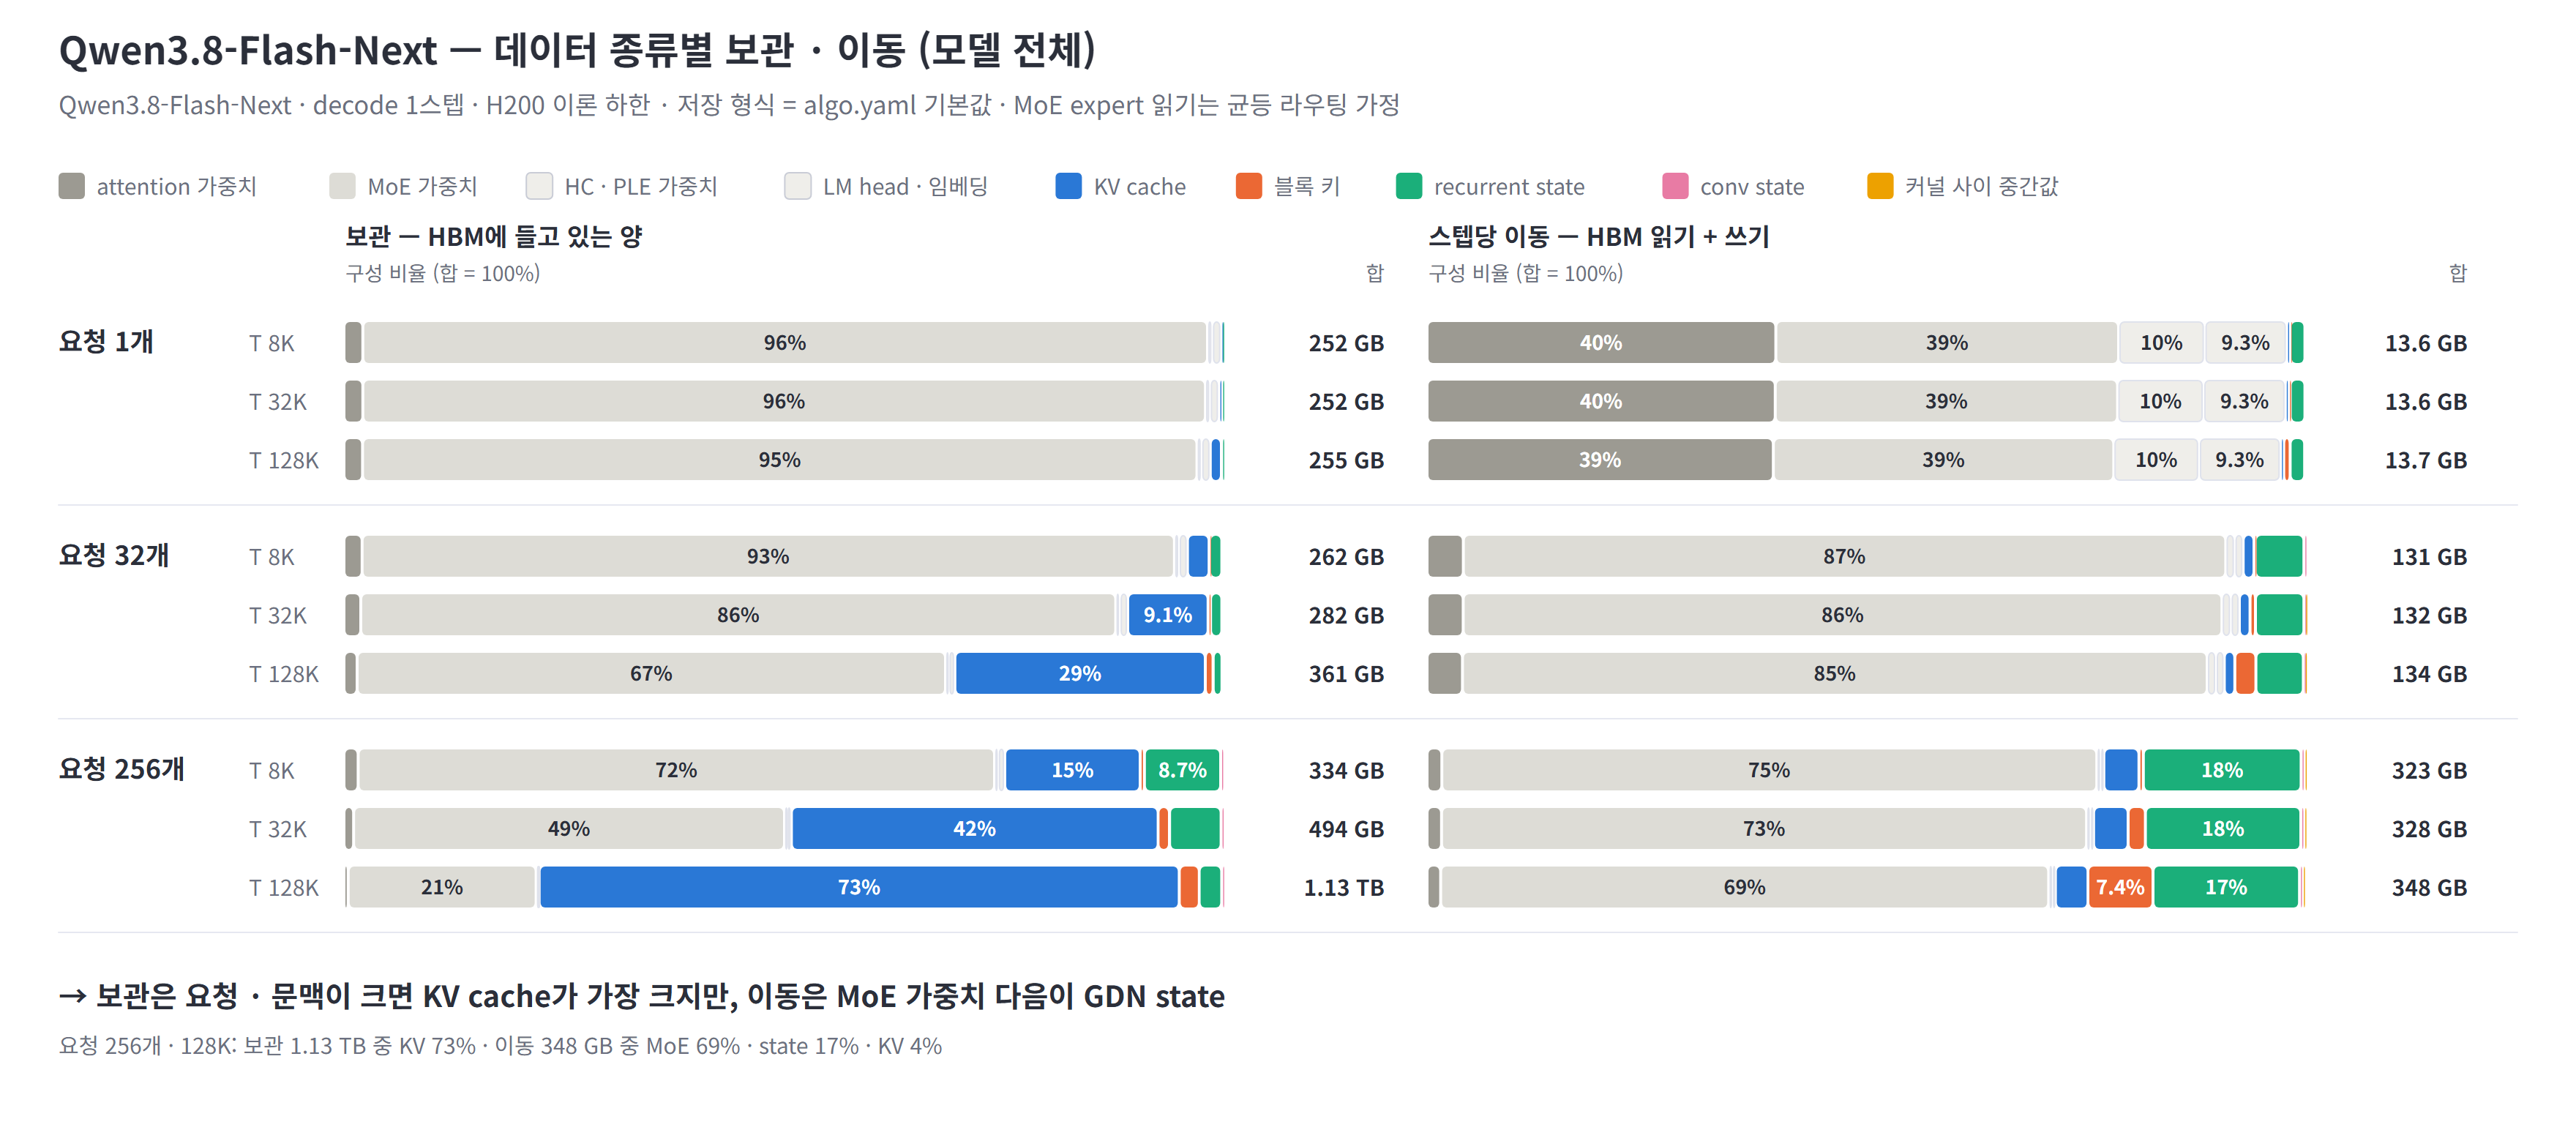 Qwen3.8-Flash-Next — 데이터 종류별 보관 · 이동 (모델 전체)
Qwen3.8-Flash-Next · decode 1스텝 · H200 이론 하한 · 저장 형식 = algo.yaml 기본값 · MoE expert 읽기는 균등 라우팅 가정
attention 가중치 MoE 가중치 HC · PLE 가중치 LM head · 임베딩 KV cache 블록 키 recurrent state conv state 커널 사이 중간값
보관 — HBM에 들고 있는 양 스텝당 이동 — HBM 읽기 + 쓰기
구성 비율 (합 = 100%) 합 구성 비율 (합 = 100%) 합
요청 1개 T 8K 96% 252 GB 40% 39% 10% 9.3% 13.6 GB
T 32K 96% 252 GB 40% 39% 10% 9.3% 13.6 GB
T 128K 95% 255 GB 39% 39% 10% 9.3% 13.7 GB
요청 32개 T 8K 93% 262 GB 87% 131 GB
T 32K 86% 9.1% 282 GB 86% 132 GB
T 128K 67% 29% 361 GB 85% 134 GB
요청 256개 T 8K 72% 15% 8.7% 334 GB 75% 18% 323 GB
T 32K 49% 42% 494 GB 73% 18% 328 GB
T 128K 21% 73% 1.13 TB 69% 7.4% 17% 348 GB
→ 보관은 요청 · 문맥이 크면 KV cache가 가장 크지만, 이동은 MoE 가중치 다음이 GDN state
요청 256개 · 128K: 보관 1.13 TB 중 KV 73% · 이동 348 GB 중 MoE 69% · state 17% · KV 4%